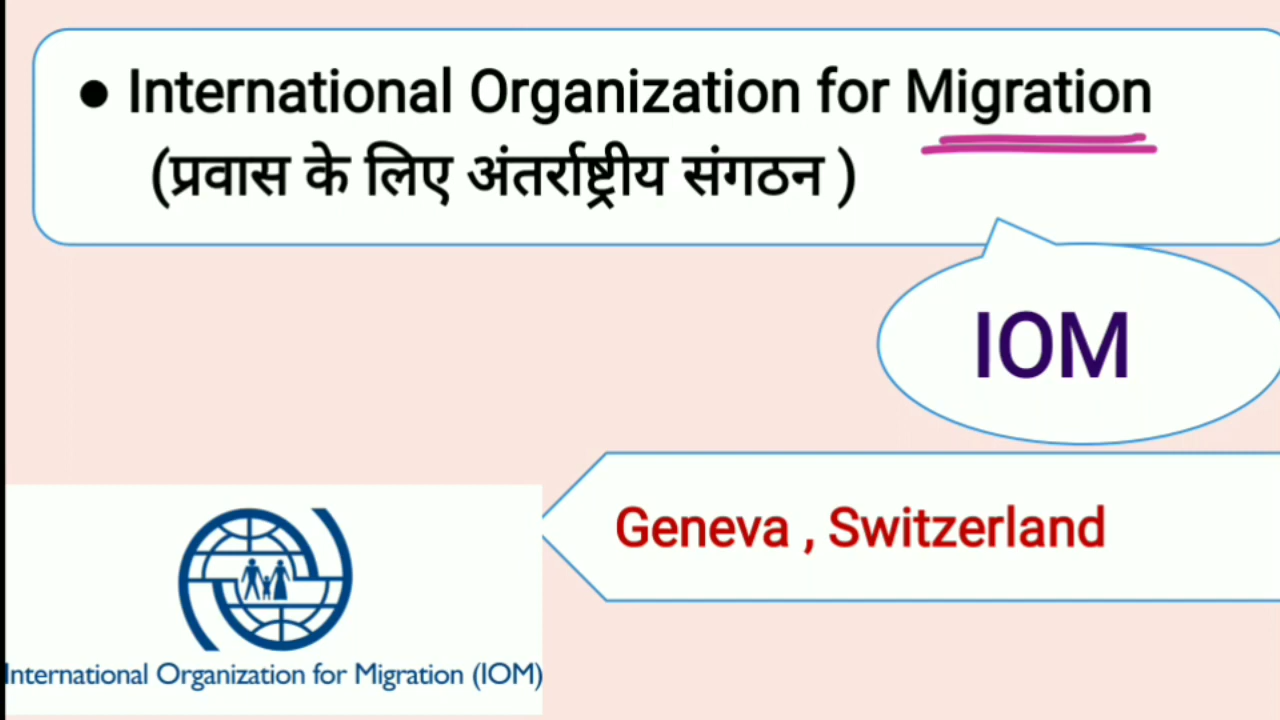 ● International Organization for Migration
(प्रवास के लिए अंतर्राष्ट्रीय संगठन )
IOM
Geneva , Switzerland
International Organization for Migration (IOM)